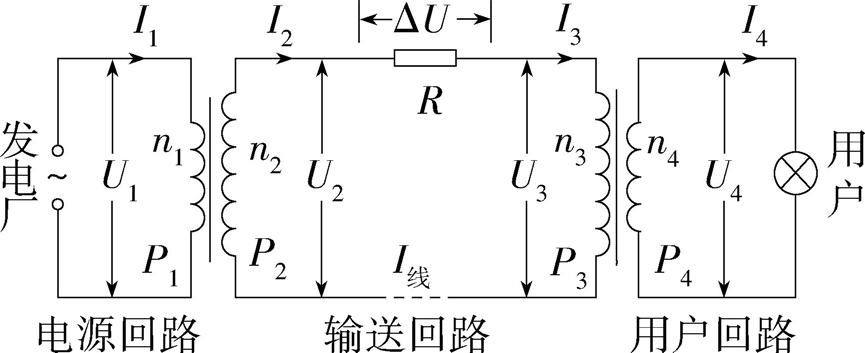 I₁ I₂ ΔU I₃ I₄
R
发电厂 ~ U₁ n₁ n₂ U₂ U₃ n₃ n₄ U₄ 用户
P₁ P₂ I线 P₃ P₄
电源回路 输送回路 用户回路